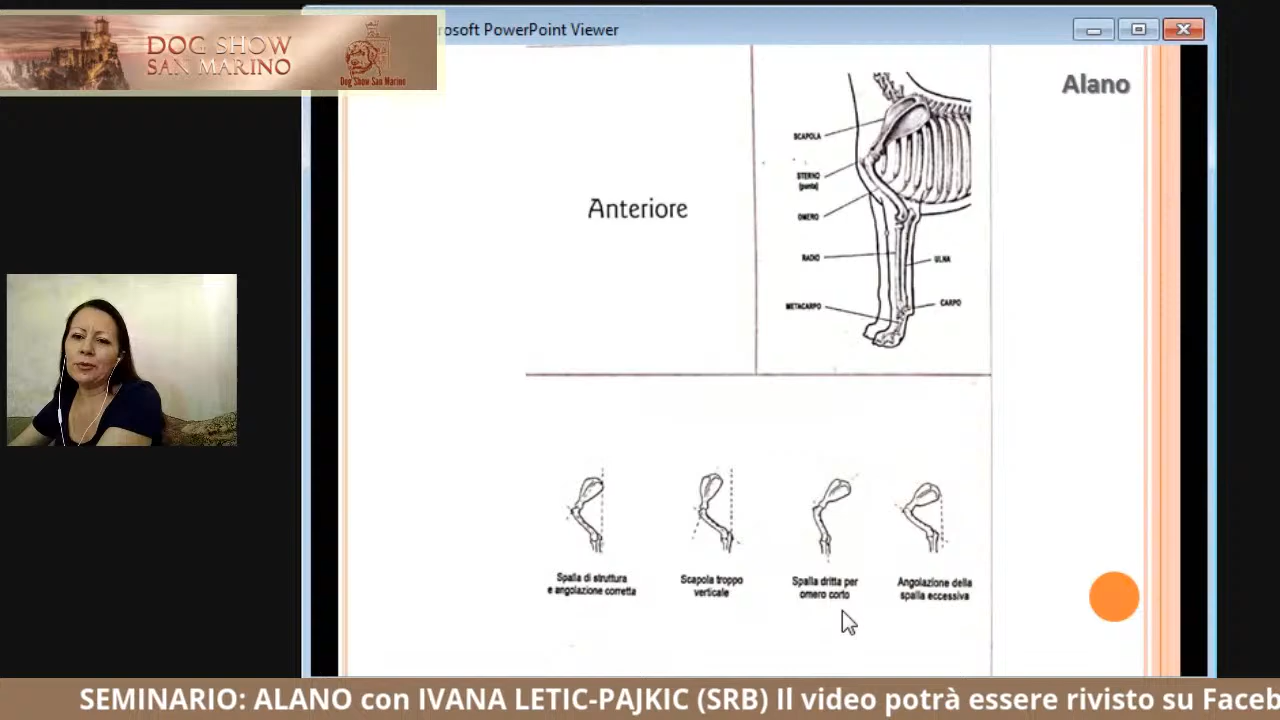 DOG SHOW
SAN MARINO
Dog Show San Marino
rosoft PowerPoint Viewer
Alano
Anteriore
SCAPOLA
STERNO
(punta)
OMERO
RADIO
ULNA
METACARPO
CARPO
Spalla di struttura
e angolazione corretta
Scapola troppo
verticale
Spalla dritta per
omero corto
Angolazione della
spalla eccessiva
SEMINARIO: ALANO con IVANA LETIC-PAJKIC (SRB) Il video potrà essere rivisto su Faceb